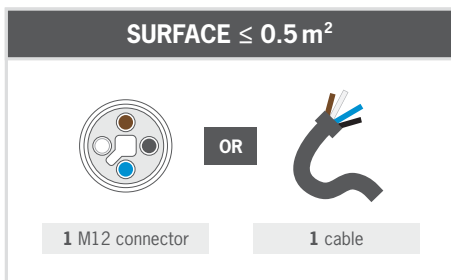 SURFACE ≤ 0.5 m²
OR
1 M12 connector
1 cable